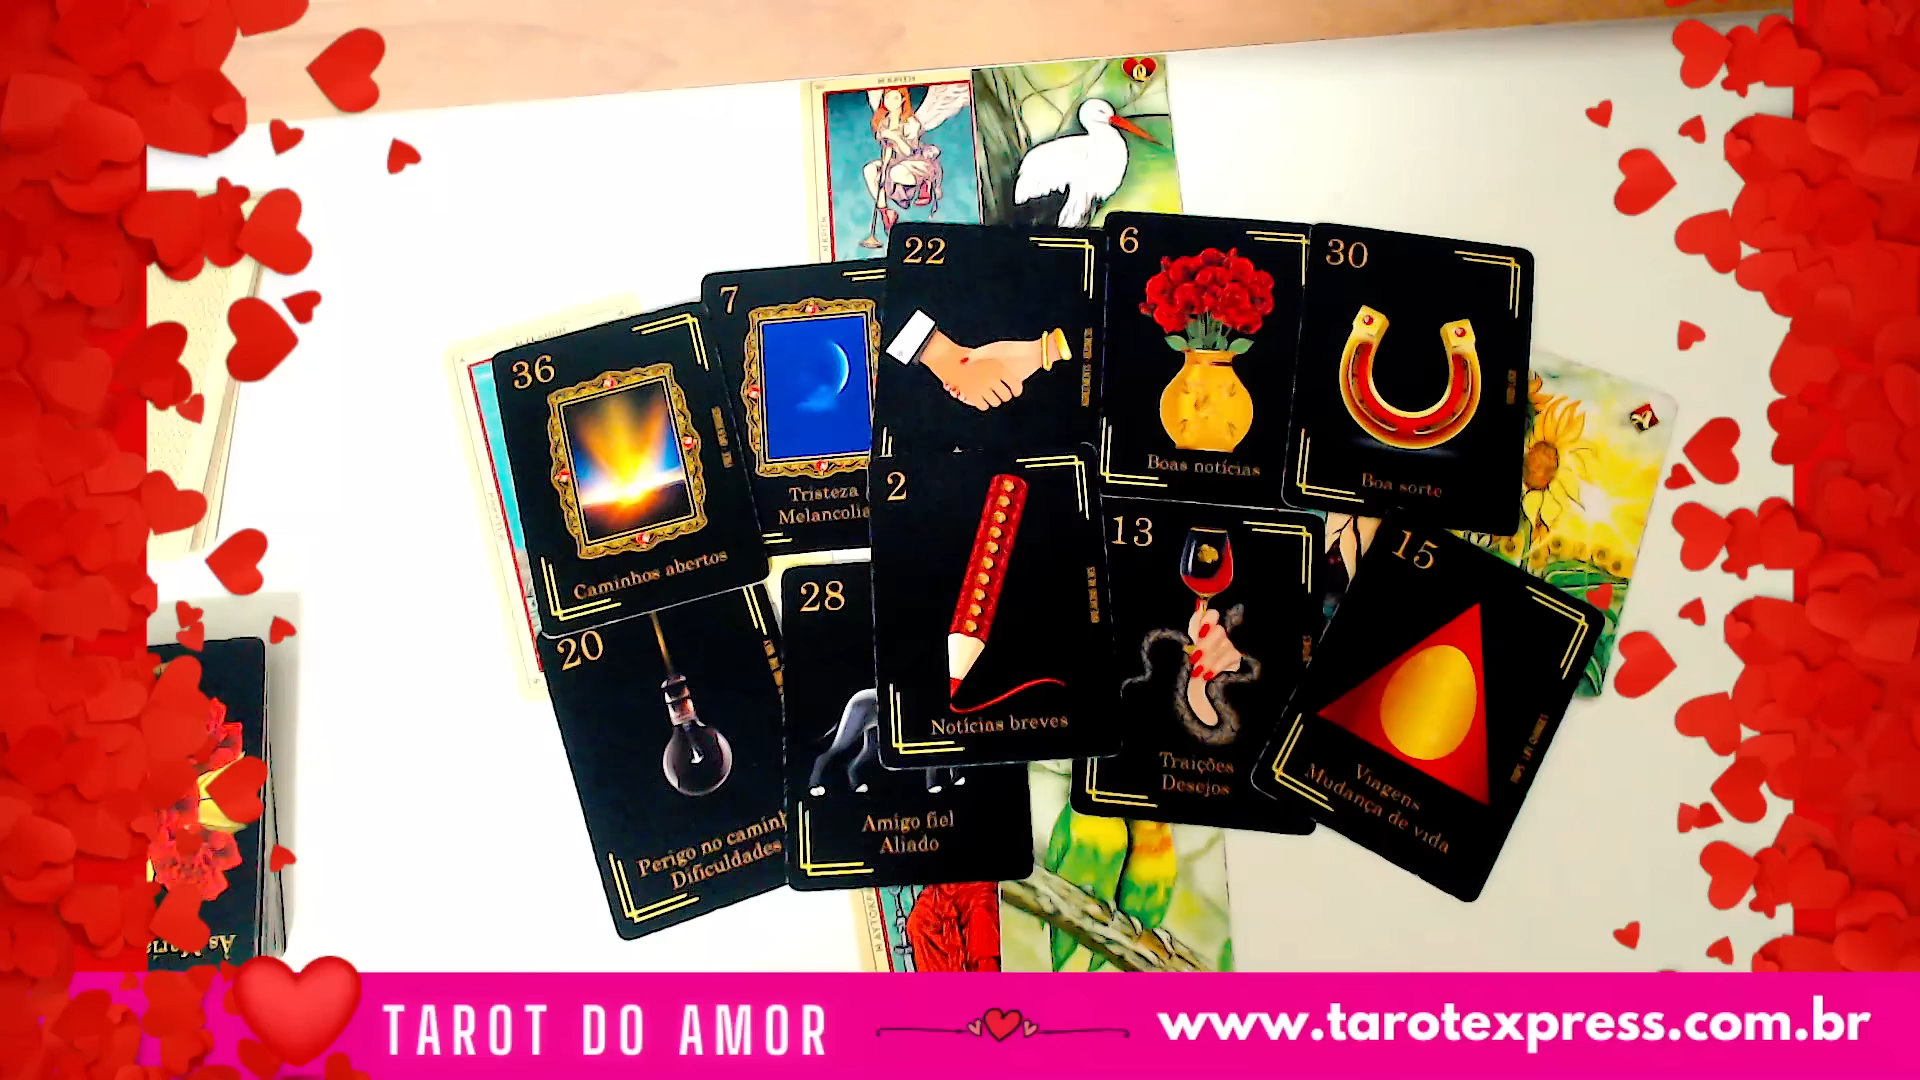 Q
22
6
30
7
36
Boas notícias
Boa sorte
Tristeza
Melancolia
2
13
15
Caminhos abertos
28
20
Notícias breves
Traições
Desejos
Viagens
Mudança de vida
Amigo fiel
Aliado
Perigo no caminh
Dificuldades
TAROT DO AMOR
www.tarotexpress.com.br